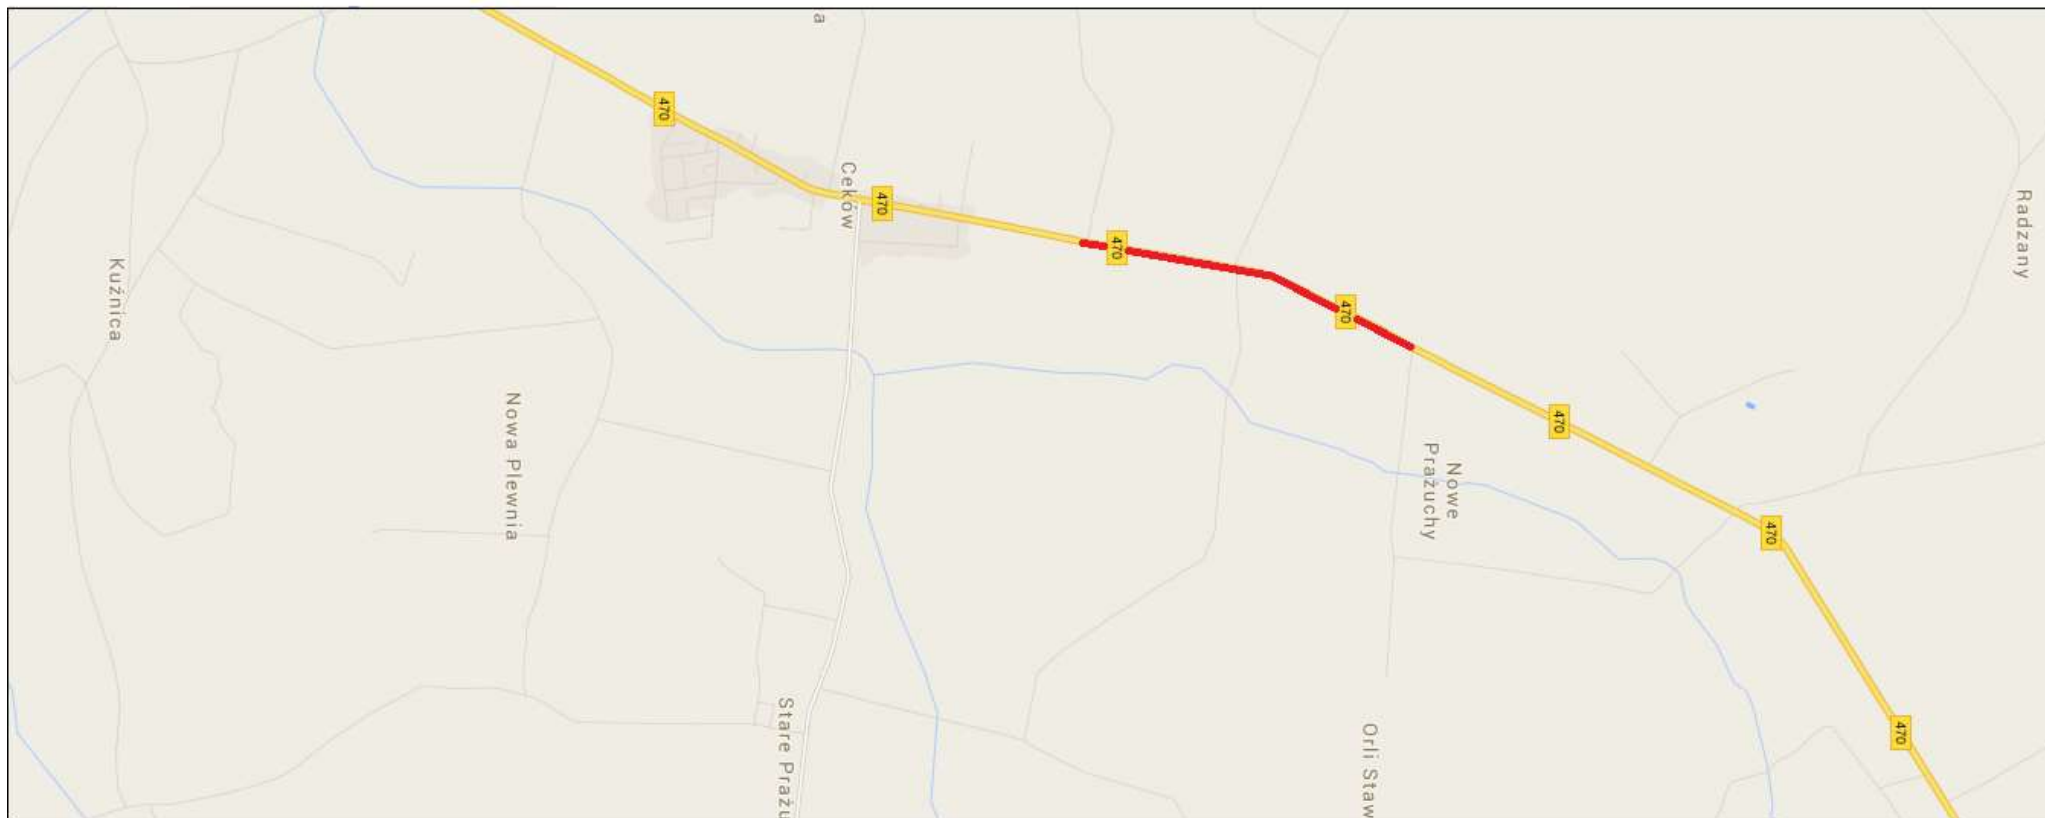 a
470
Ceków
470
470
470
470
470
470
Radzany
Kuźnica
Nowa Plewnia
Nowe
Prażuchy
Stare Prażu
Orli Staw